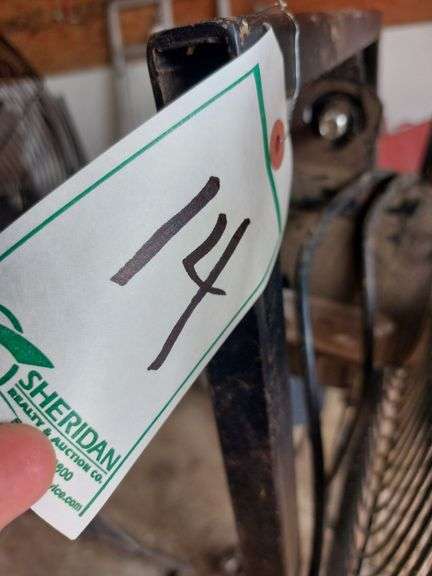 14
SHERIDAN
REALTY & AUCTION CO.